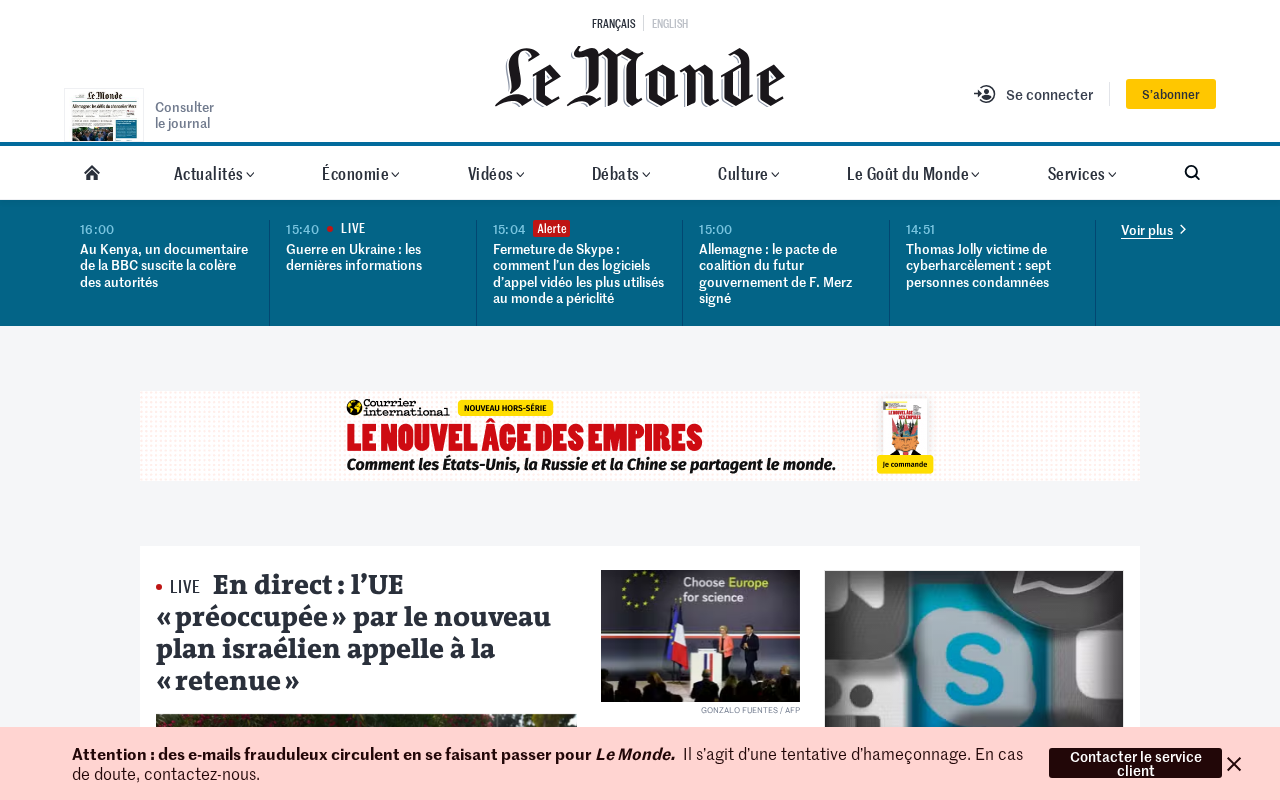 FRANÇAIS ENGLISH
Le Monde
Consulter
le journal
Se connecter
S'abonner
Actualités Économie Vidéos Débats Culture Le Goût du Monde Services
16:00
Au Kenya, un documentaire
de la BBC suscite la colère
des autorités
15:40 LIVE
Guerre en Ukraine : les
dernières informations
15:04 Alerte
Fermeture de Skype :
comment l'un des logiciels
d'appel vidéo les plus utilisés
au monde a périclité
15:00
Allemagne : le pacte de
coalition du futur
gouvernement de F. Merz
signé
14:51
Thomas Jolly victime de
cyberharcèlement : sept
personnes condamnées
Voir plus
Courrier
international
NOUVEAU HORS-SÉRIE
LE NOUVEL ÂGE DES EMPIRES
Comment les États-Unis, la Russie et la Chine se partagent le monde.
LE NOUVEL ÂGE
DES EMPIRES
Je commande
LIVE En direct : l'UE
« préoccupée » par le nouveau
plan israélien appelle à la
« retenue »
Choose Europe
for science
GONZALO FUENTES / AFP
S
Attention : des e-mails frauduleux circulent en se faisant passer pour Le Monde. Il s'agit d'une tentative d'hameçonnage. En cas
de doute, contactez-nous.
Contacter le service
client